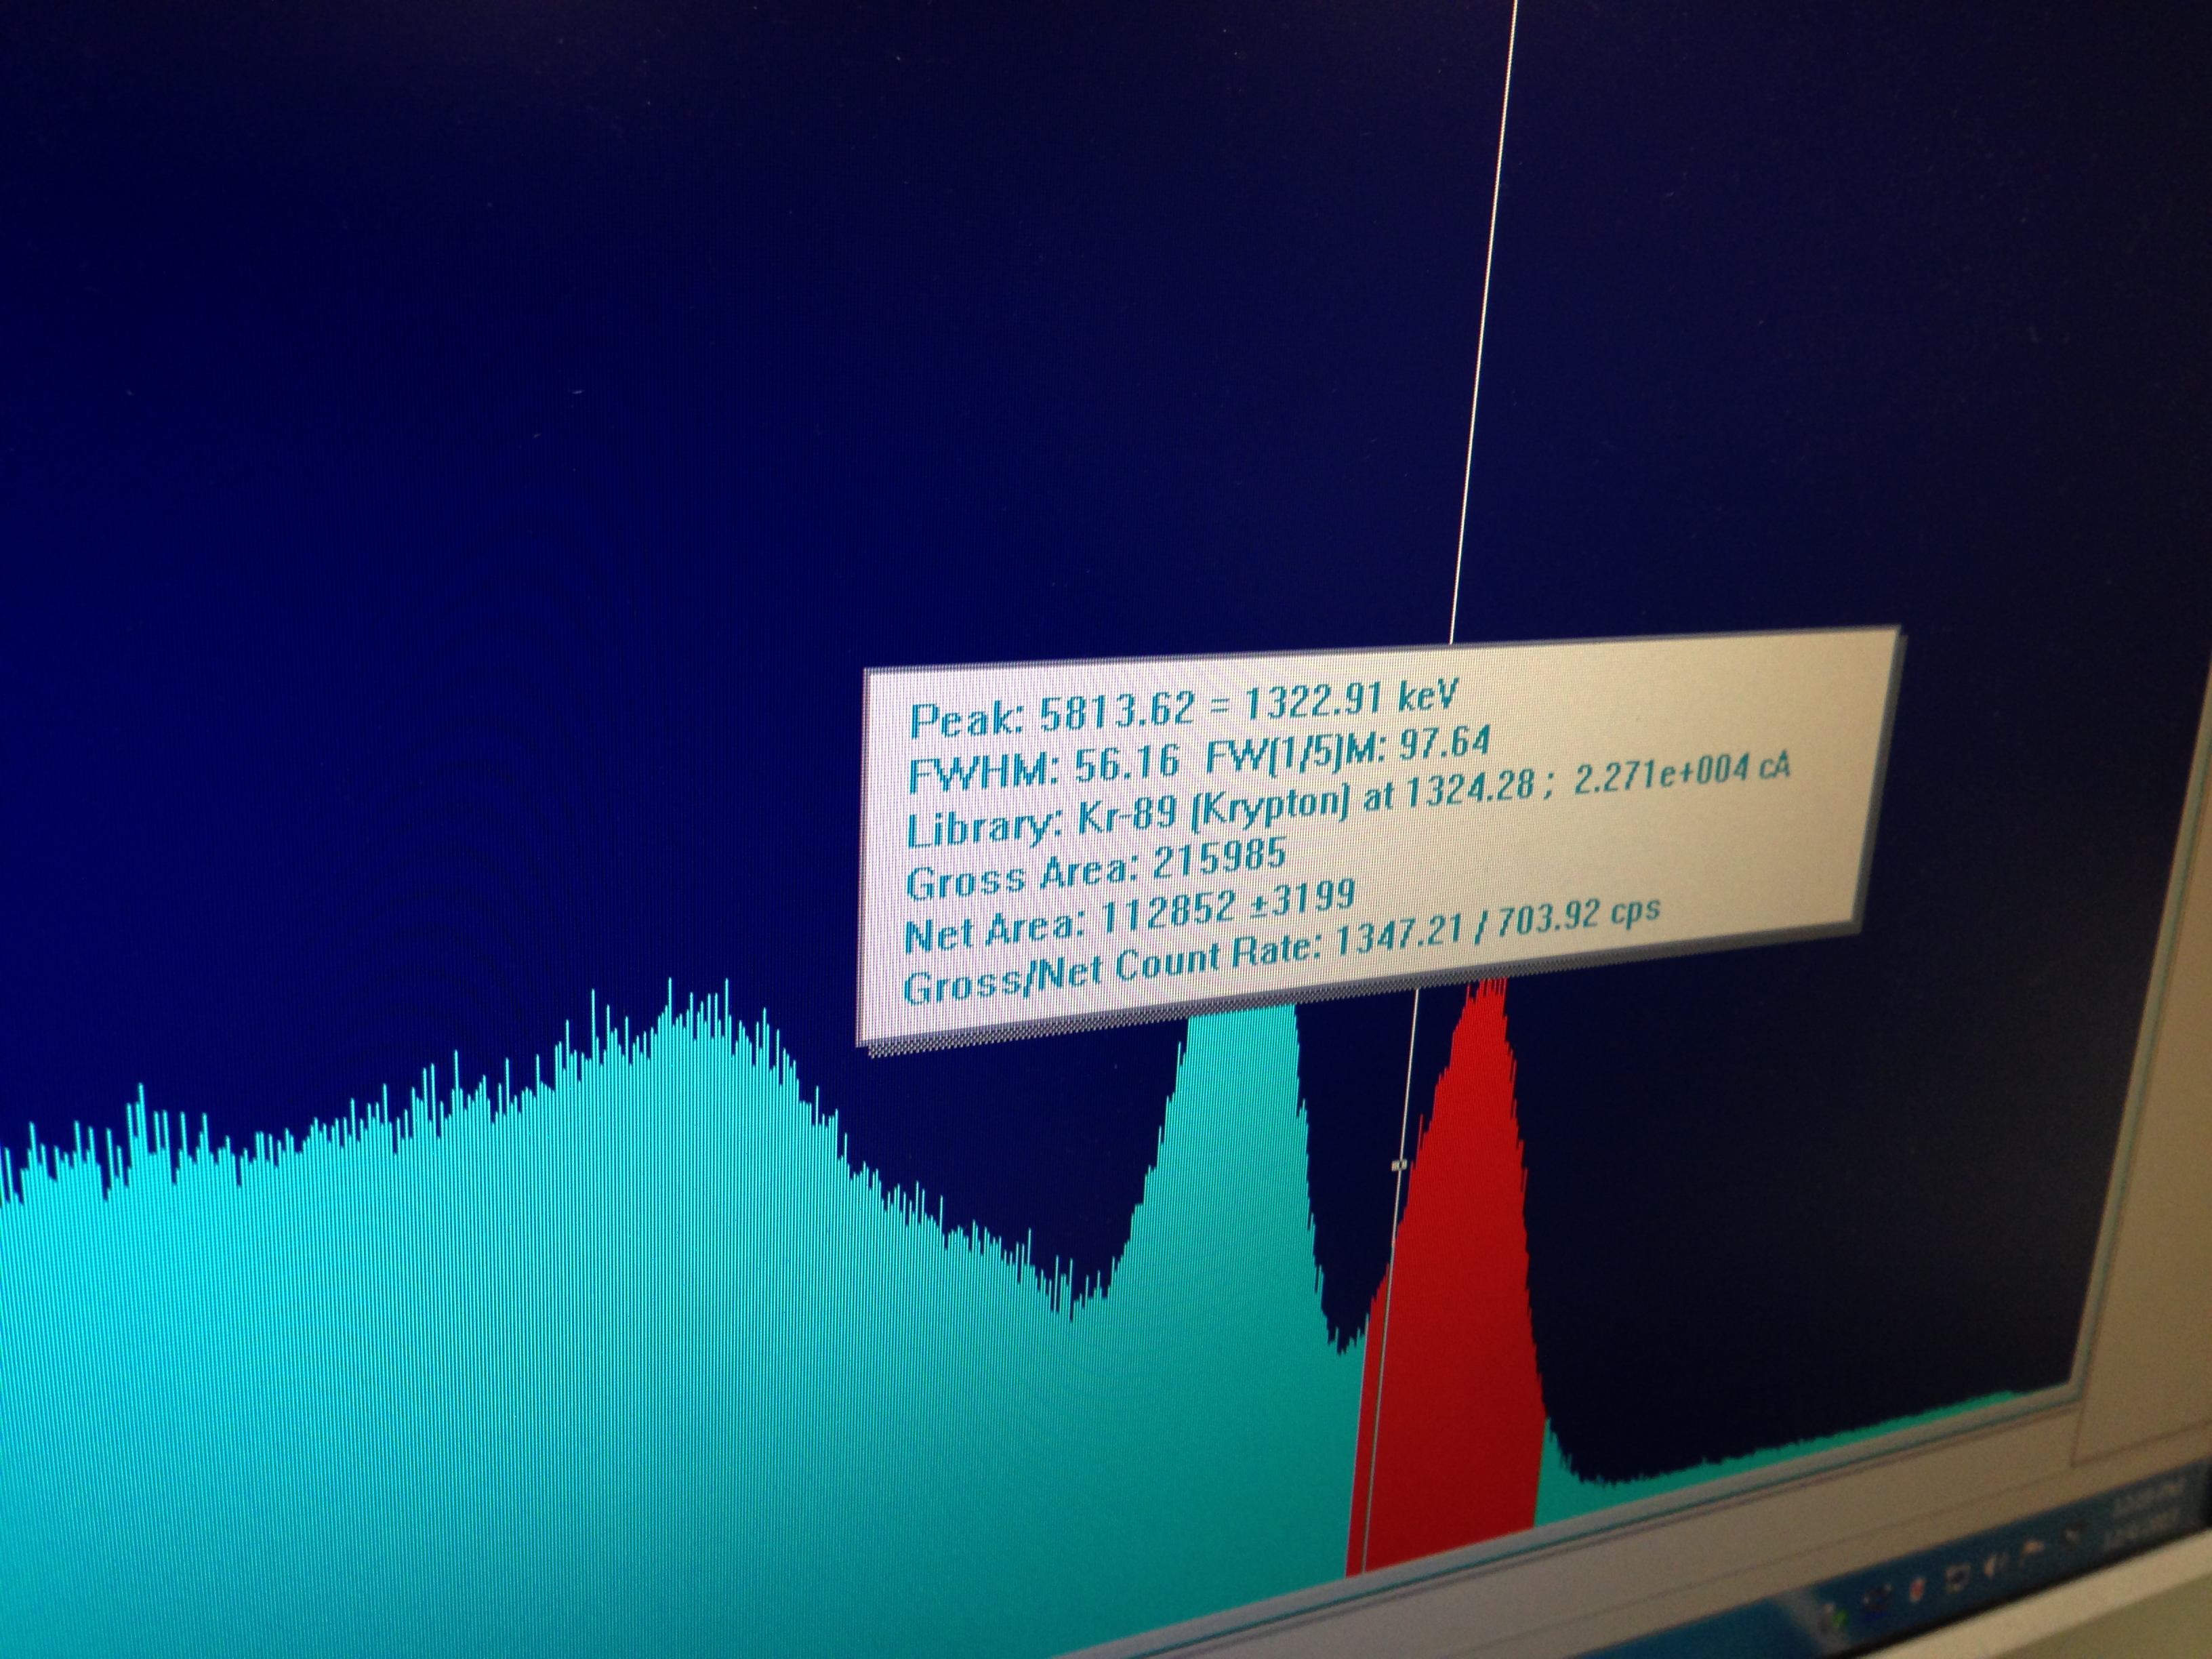 Peak: 5813.62 = 1322.91 keV
FWHM: 56.16 FW(1/5)M: 97.64
Library: Kr-89 (Krypton) at 1324.28 ; 2.271e+004 cA
Gross Area: 215985
Net Area: 112852 ±3199
Gross/Net Count Rate: 1347.21 / 703.92 cps